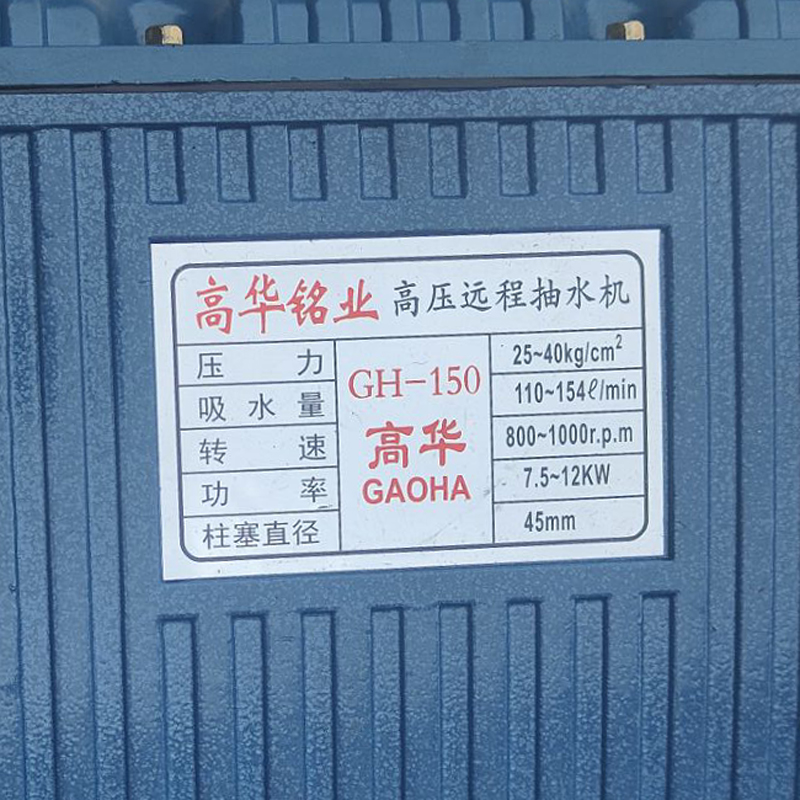 高华铭业 高压远程抽水机
压力 GH-150 25~40kg/cm²
吸水量 110~154ℓ/min
转速 高华 800~1000r.p.m
功率 GAOHA 7.5~12KW
柱塞直径 45mm